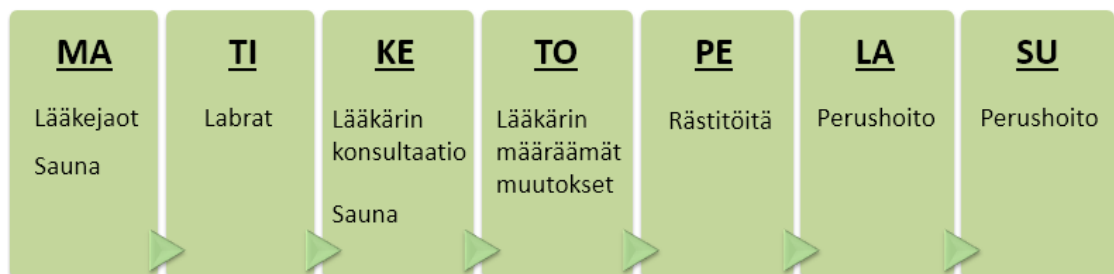 MA
Lääkejaot
Sauna
TI
Labrat
KE
Lääkärin
konsultaatio
Sauna
TO
Lääkärin
määräämät
muutokset
PE
Rästitöitä
LA
Perushoito
SU
Perushoito